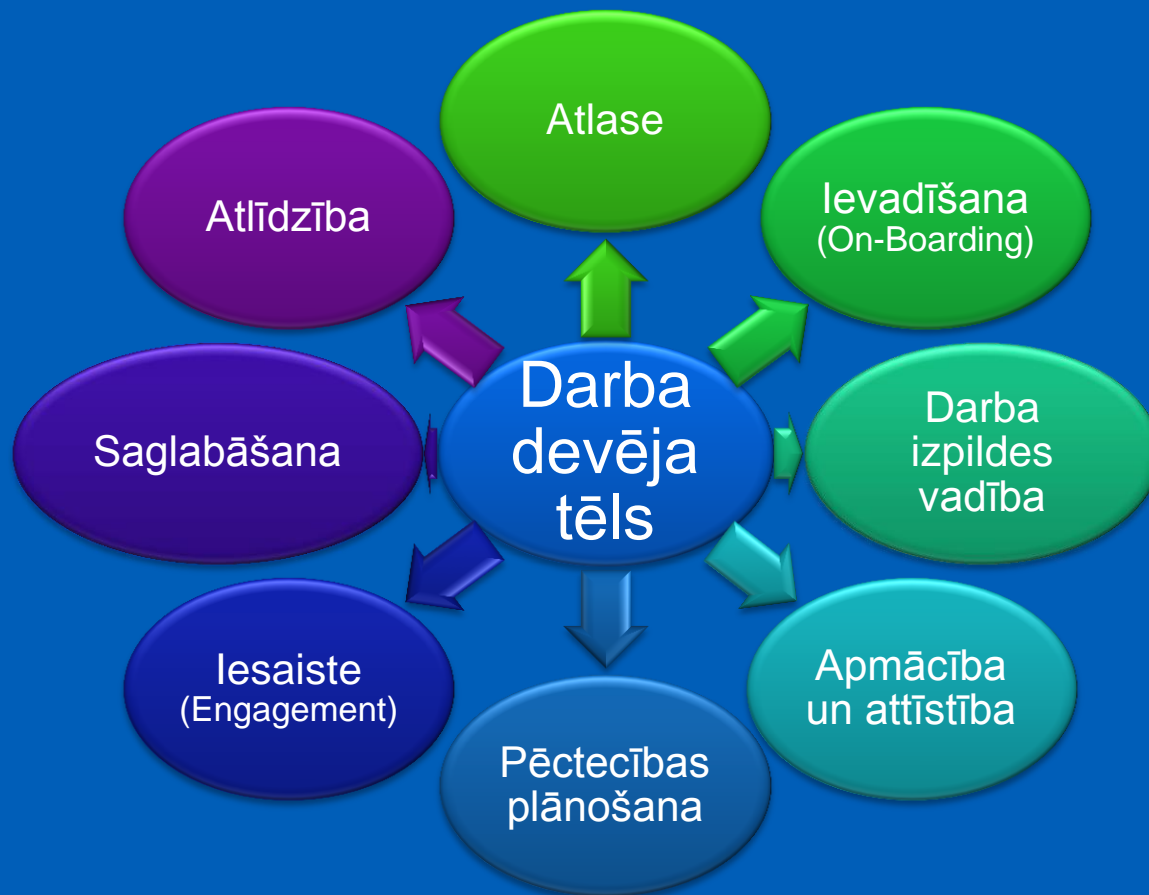 Atlase
Ievadīšana
(On-Boarding)
Atlīdzība
Darba
devēja
tēls
Darba
izpildes
vadība
Saglabāšana
Apmācība
un attīstība
Iesaiste
(Engagement)
Pēctecības
plānošana